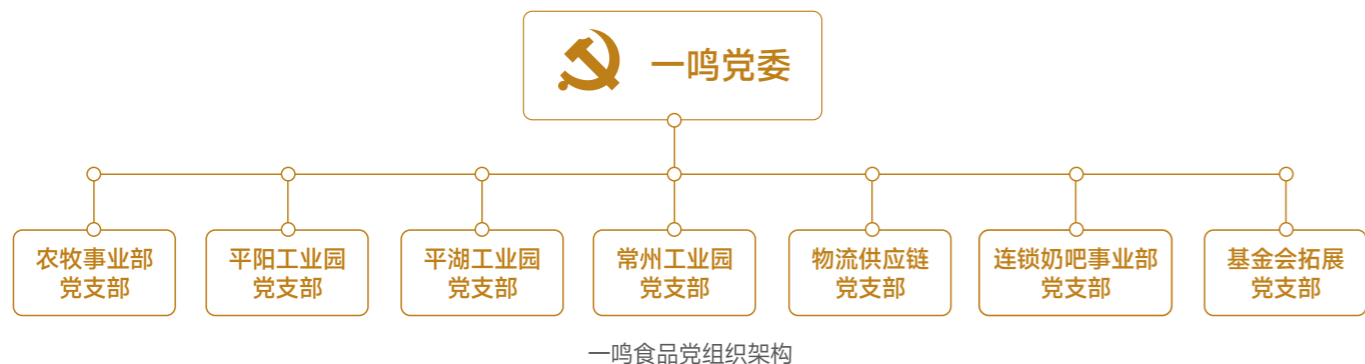 一鸣党委
农牧事业部
党支部
平阳工业园
党支部
平湖工业园
党支部
常州工业园
党支部
物流供应链
党支部
连锁奶吧事业部
党支部
基金会拓展
党支部
一鸣食品党组织架构